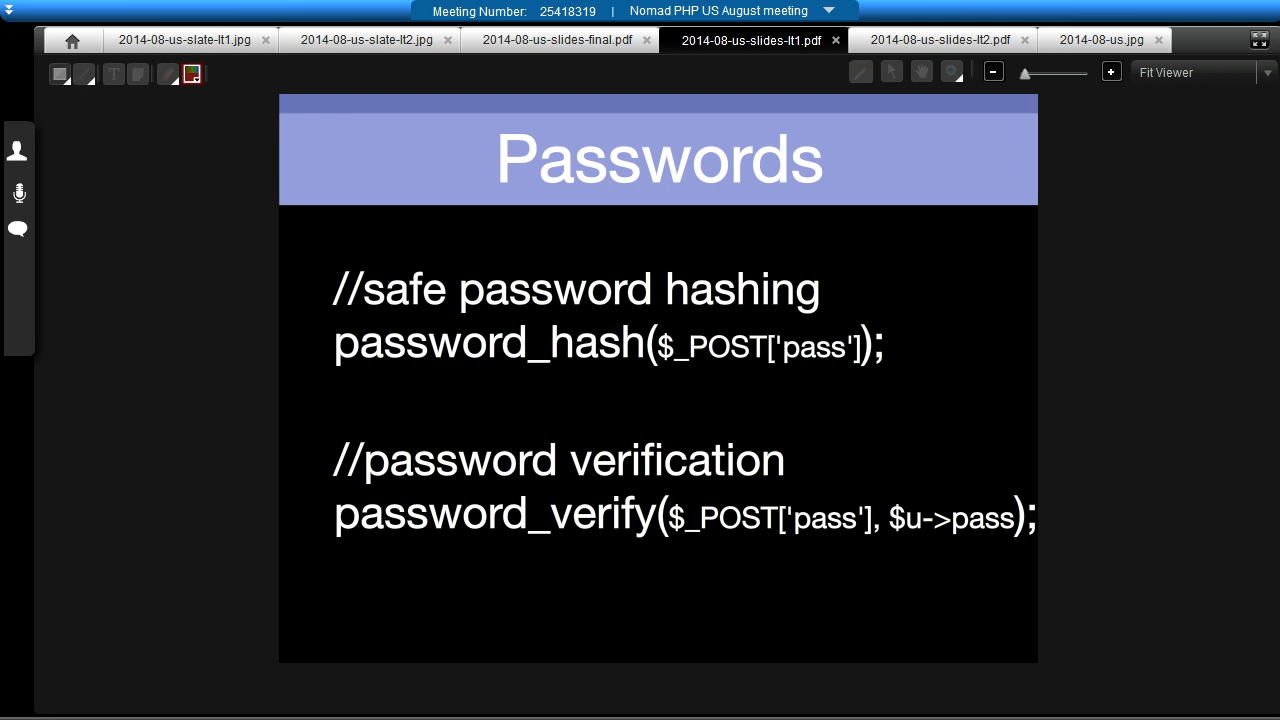 Meeting Number: 25418319 | Nomad PHP US August meeting
2014-08-us-slate-lt1.jpg 2014-08-us-slate-lt2.jpg 2014-08-us-slides-final.pdf 2014-08-us-slides-lt1.pdf 2014-08-us-slides-lt2.pdf 2014-08-us.jpg
T Fit Viewer
Passwords
//safe password hashing
password_hash($_POST['pass']);
//password verification
password_verify($_POST['pass'], $u->pass);